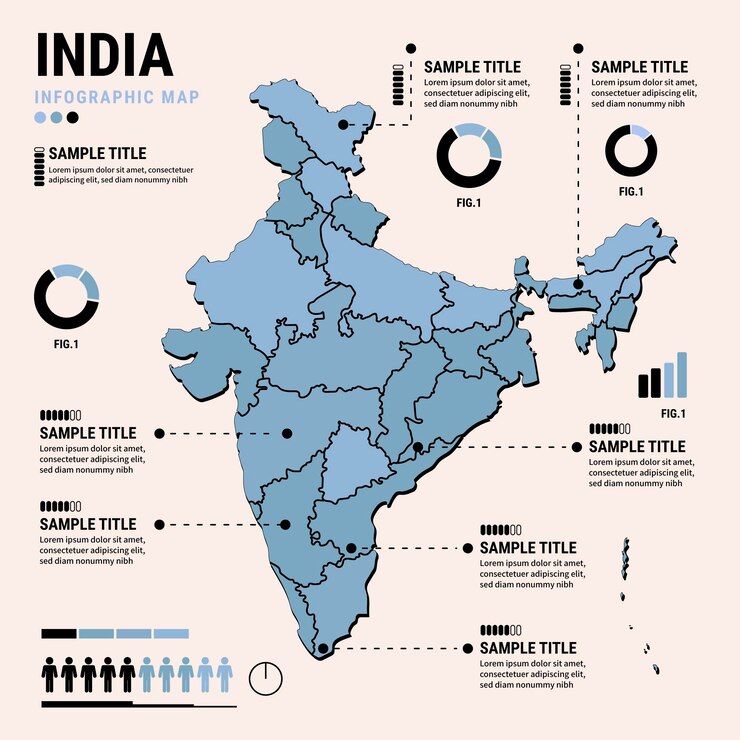 INDIA
INFOGRAPHIC MAP
SAMPLE TITLE
Lorem ipsum dolor sit amet, consectetuer
adipiscing elit, sed diam nonummy nibh
SAMPLE TITLE
Lorem ipsum dolor sit amet,
consectetuer adipiscing elit,
sed diam nonummy nibh
FIG.1
SAMPLE TITLE
Lorem ipsum dolor sit amet,
consectetuer adipiscing elit,
sed diam nonummy nibh
FIG.1
FIG.1
FIG.1
SAMPLE TITLE
Lorem ipsum dolor sit amet,
consectetuer adipiscing elit,
sed diam nonummy nibh
SAMPLE TITLE
Lorem ipsum dolor sit amet,
consectetuer adipiscing elit,
sed diam nonummy nibh
SAMPLE TITLE
Lorem ipsum dolor sit amet,
consectetuer adipiscing elit,
sed diam nonummy nibh
SAMPLE TITLE
Lorem ipsum dolor sit amet,
consectetuer adipiscing elit,
sed diam nonummy nibh
SAMPLE TITLE
Lorem ipsum dolor sit amet,
consectetuer adipiscing elit,
sed diam nonummy nibh